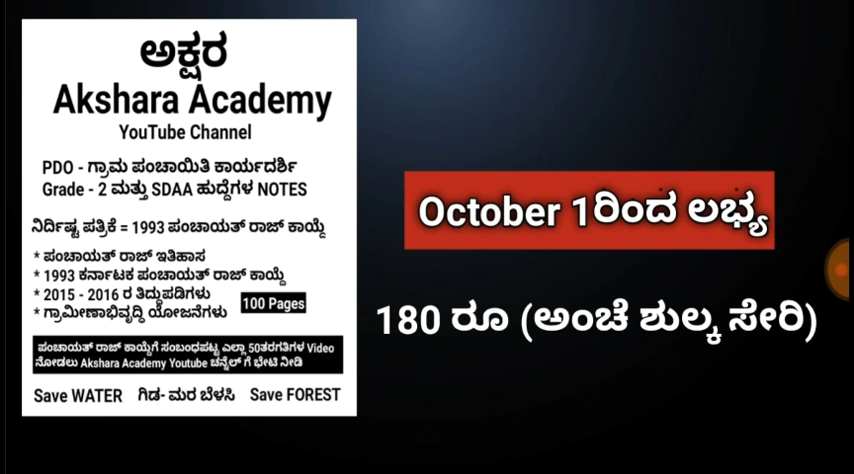 ಅಕ್ಷರ
Akshara Academy
YouTube Channel
PDO - ಗ್ರಾಮ ಪಂಚಾಯಿತಿ ಕಾರ್ಯದರ್ಶಿ
Grade - 2 ಮತ್ತು SDAA ಹುದ್ದೆಗಳ NOTES
ನಿರ್ದಿಷ್ಟ ಪತ್ರಿಕೆ = 1993 ಪಂಚಾಯತ್ ರಾಜ್ ಕಾಯ್ದೆ
* ಪಂಚಾಯತ್ ರಾಜ್ ಇತಿಹಾಸ
* 1993 ಕರ್ನಾಟಕ ಪಂಚಾಯತ್ ರಾಜ್ ಕಾಯ್ದೆ
* 2015 - 2016 ರ ತಿದ್ದುಪಡಿಗಳು
* ಗ್ರಾಮೀಣಾಭಿವೃದ್ಧಿ ಯೋಜನೆಗಳು
100 Pages
ಪಂಚಾಯತ್ ರಾಜ್ ಕಾಯ್ದೆಗೆ ಸಂಬಂಧಪಟ್ಟ ಎಲ್ಲಾ 50ತರಗತಿಗಳ Video
ನೋಡಲು Akshara Academy Youtube ಚನ್ನೆಲ್ ಗೆ ಭೇಟಿ ನೀಡಿ
Save WATER ಗಿಡ- ಮರ ಬೆಳಸಿ Save FOREST
October 1ರಿಂದ ಲಭ್ಯ
180 ರೂ (ಅಂಚೆ ಶುಲ್ಕ ಸೇರಿ)